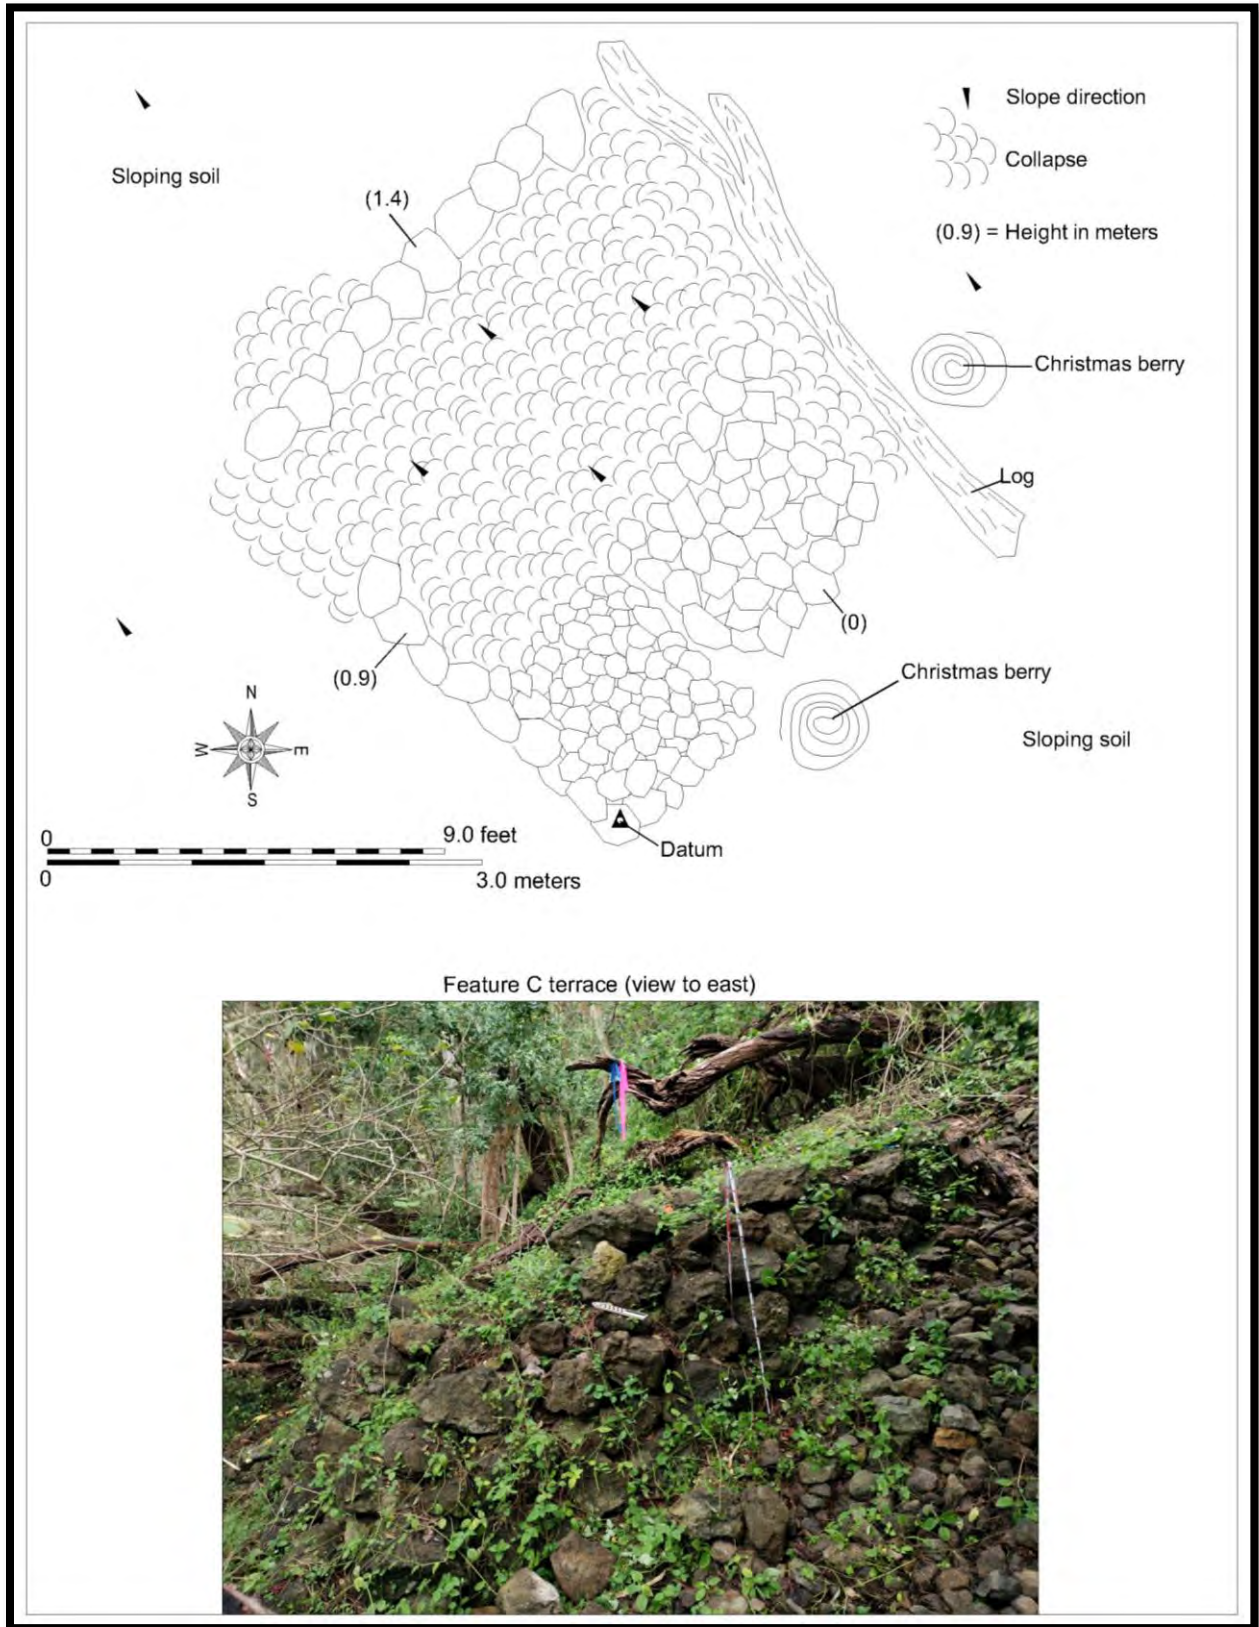 Slope direction
Sloping soil
Collapse
(1.4)
(0.9) = Height in meters
Christmas berry
Log
(0)
(0.9)
Christmas berry
Sloping soil
N
W
E
S
0
9.0 feet
Datum
0
3.0 meters
Feature C terrace (view to east)